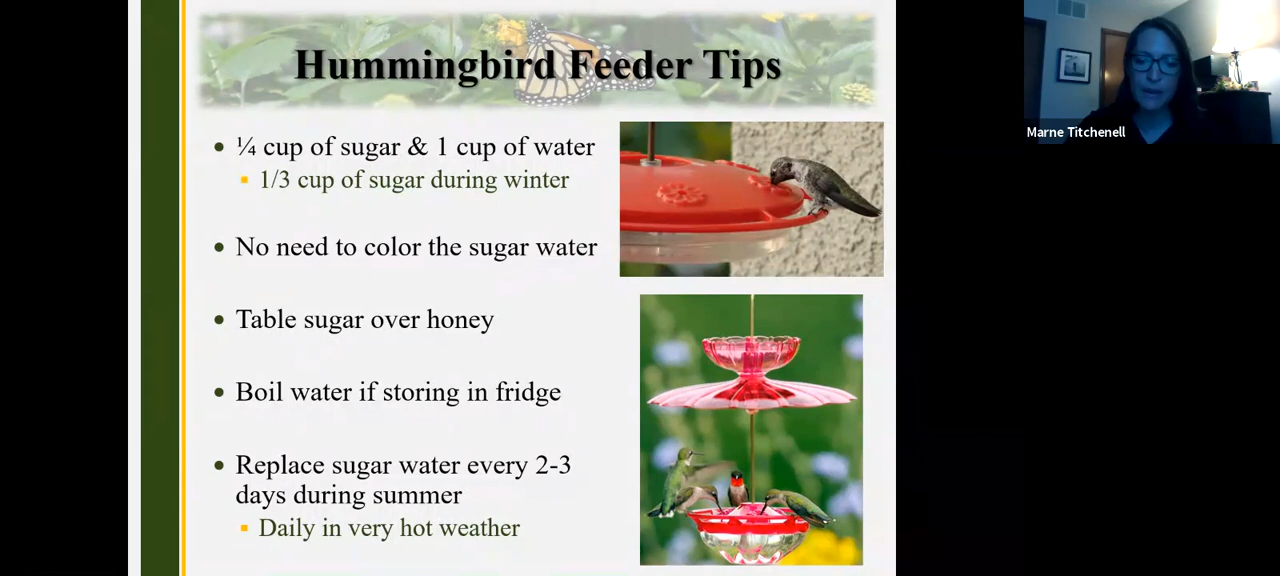 Hummingbird Feeder Tips
• ¼ cup of sugar & 1 cup of water
▪ 1/3 cup of sugar during winter
• No need to color the sugar water
• Table sugar over honey
• Boil water if storing in fridge
• Replace sugar water every 2-3
days during summer
▪ Daily in very hot weather
Marne Titchenell